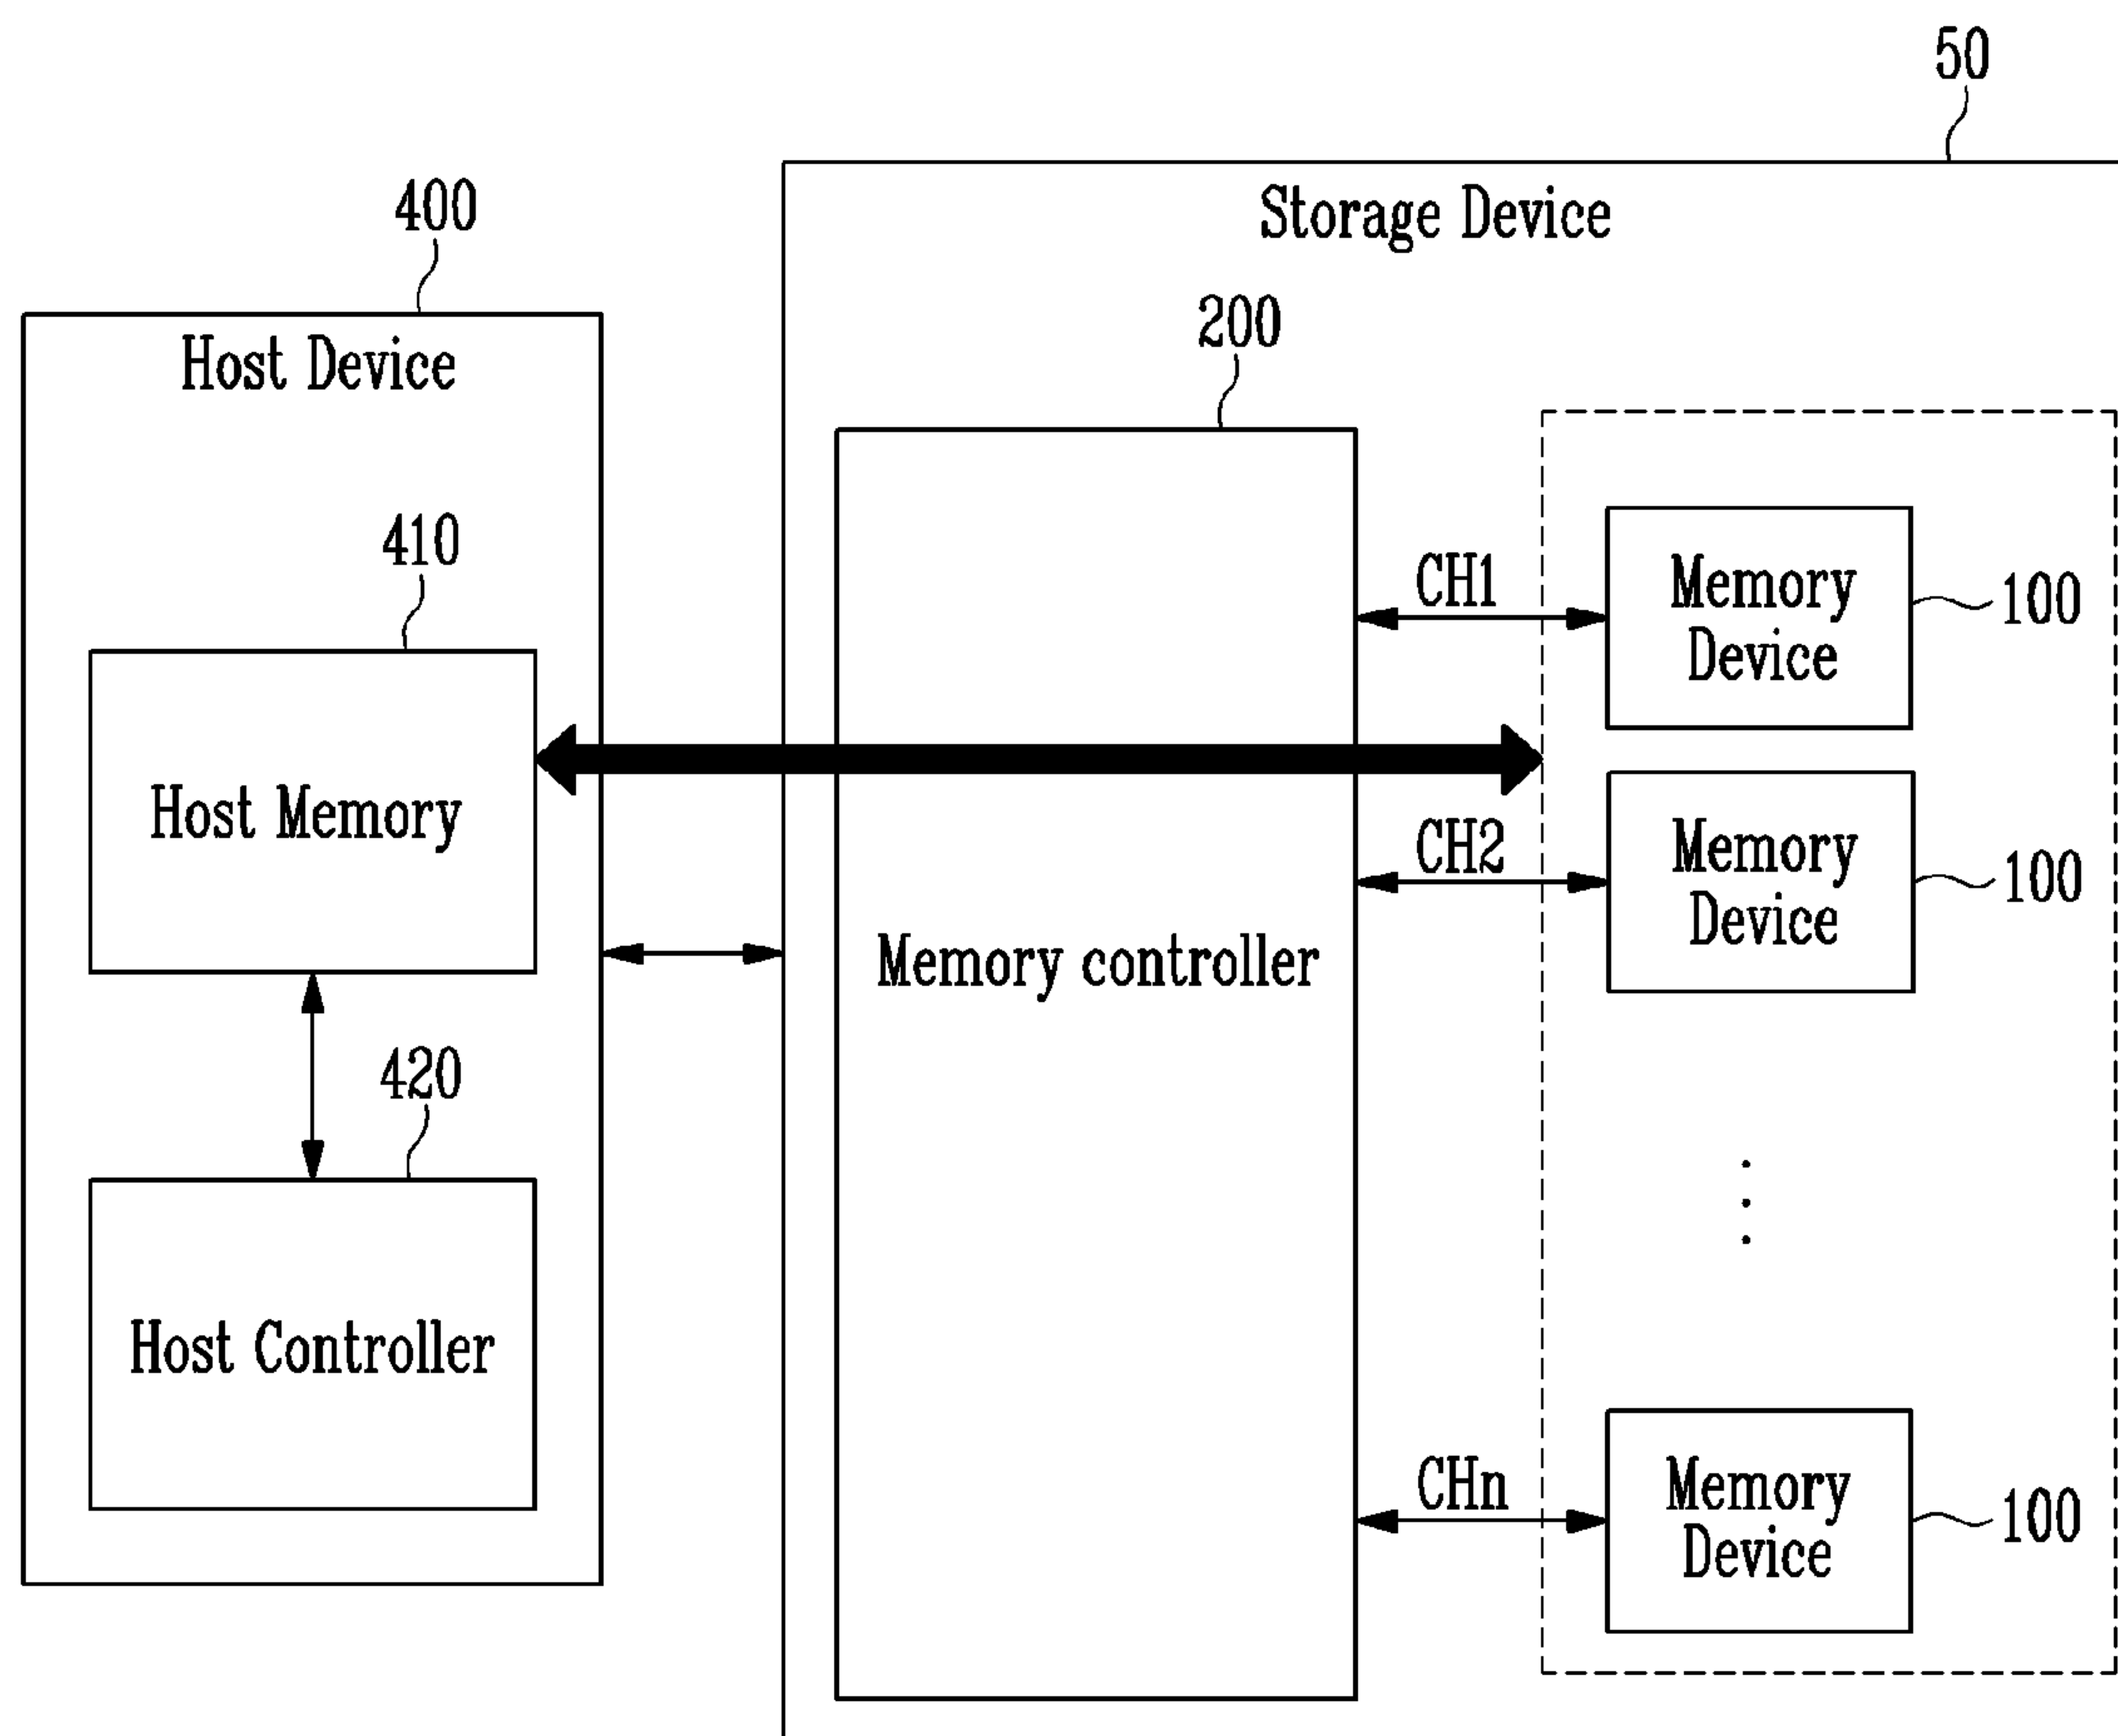 50
Storage Device
400
Host Device
200
410
Host Memory
420
Host Controller
Memory controller
CH1
Memory
Device
100
CH2
Memory
Device
100
CHn
Memory
Device
100